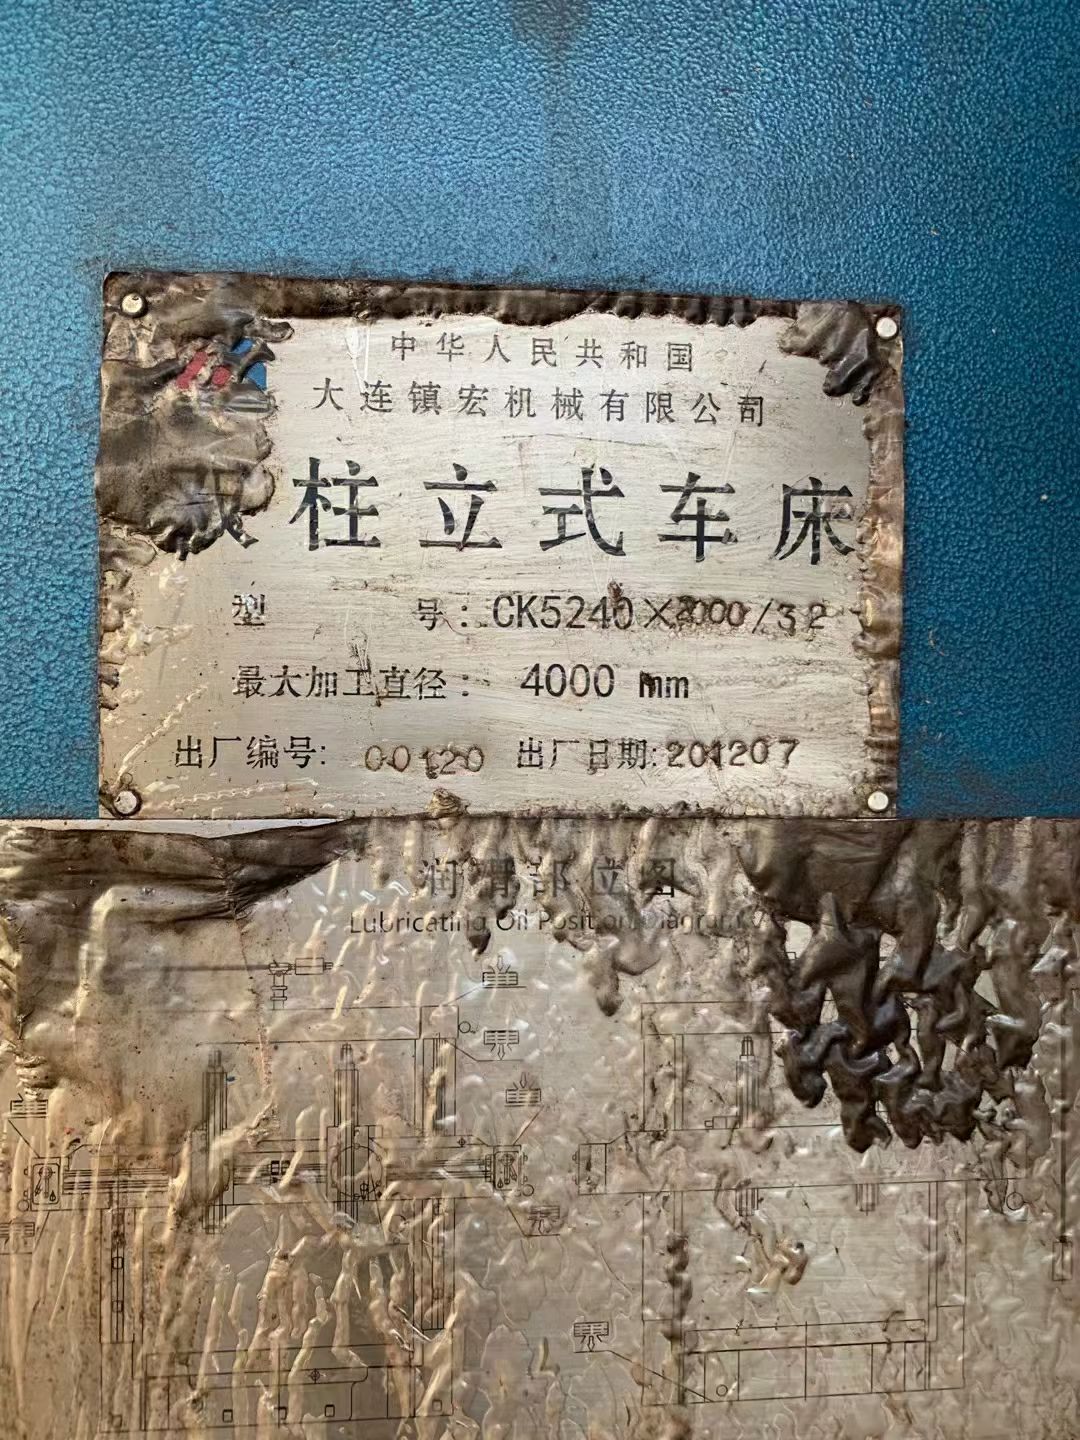 中华人民共和国
大连镇宏机械有限公司
双柱立式车床
型 号: CK5240×2000/32
最大加工直径: 4000 mm
出厂编号: 00120 出厂日期: 201207
润滑部位图
Lubricating Oil Position Diagram